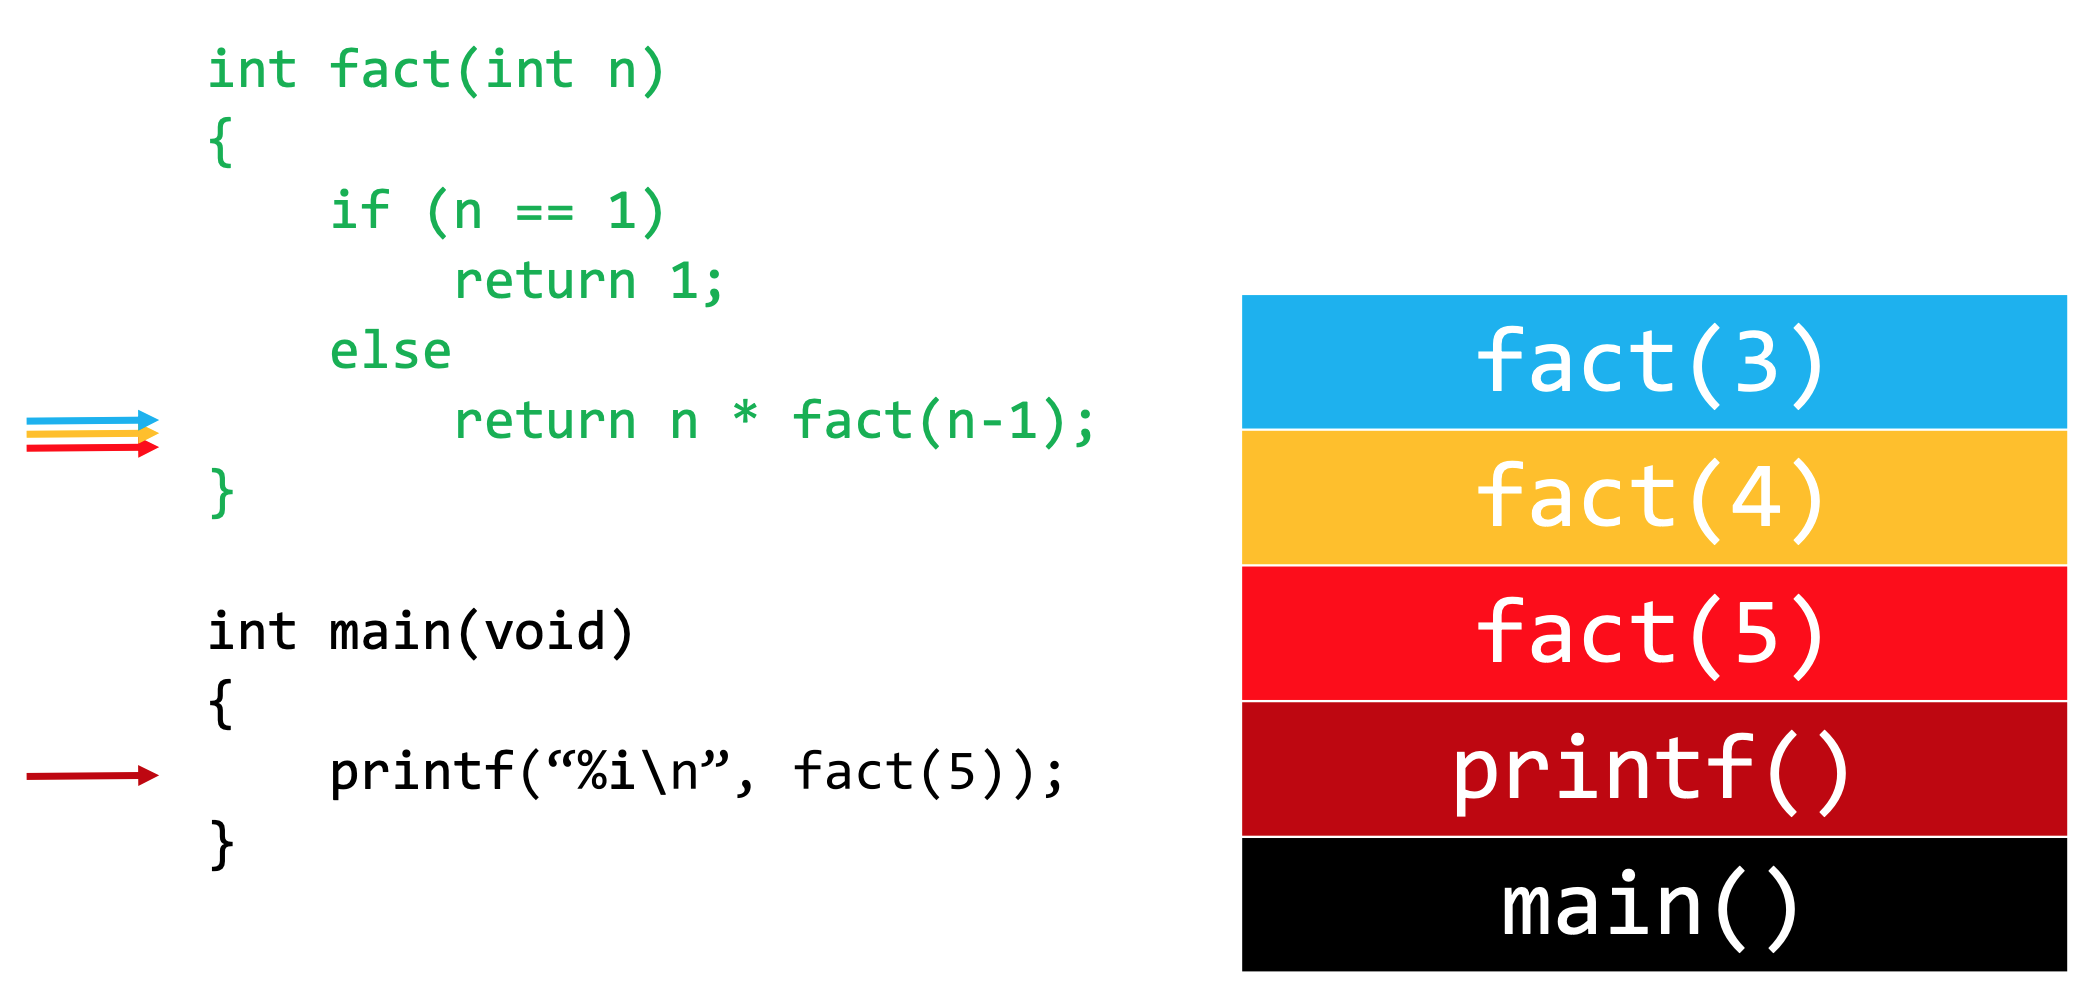 int fact(int n)
{
    if (n == 1)
        return 1;
    else
        return n * fact(n-1);
}
int main(void)
{
    printf(“%i\n”, fact(5));
}
fact(3)
fact(4)
fact(5)
printf()
main()